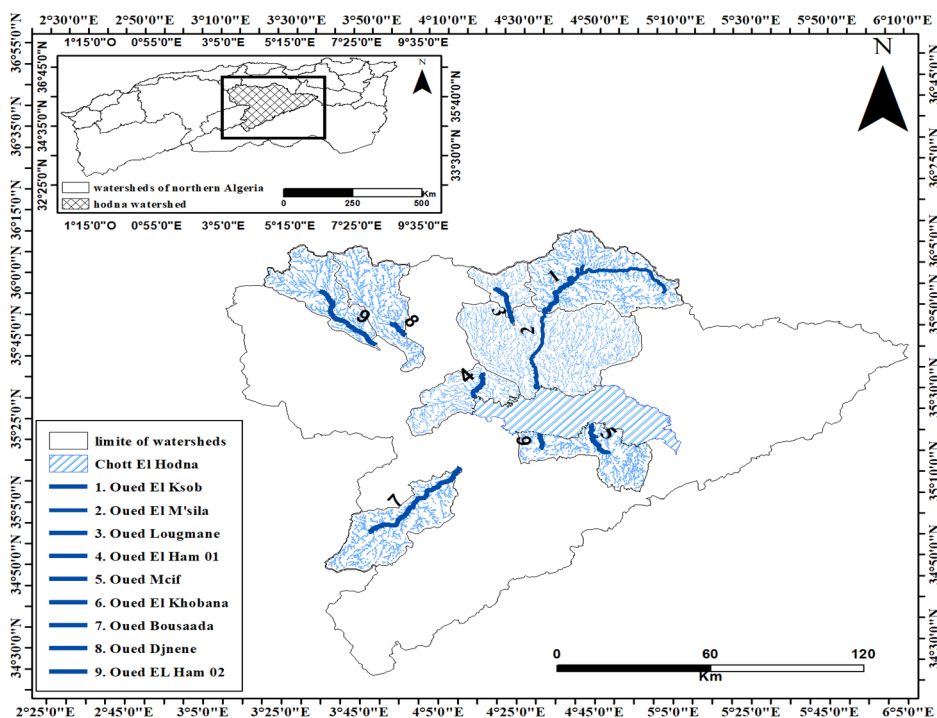 2°30'0"E 2°50'0"E 3°10'0"E 3°30'0"E 3°50'0"E 4°10'0"E 4°30'0"E 4°50'0"E 5°10'0"E 5°30'0"E 5°50'0"E 6°10'0"E
1°15'0"O 0°55'0"E 3°5'0"E 5°15'0"E 7°25'0"E 9°35'0"E
N
N
36°45'0"N
34°35'0"N
32°25'0"N
35°40'0"N
33°30'0"N
watersheds of northern Algeria
hodna watershed
Km
0 250 500
1°15'0"O 0°55'0"E 3°5'0"E 5°15'0"E 7°25'0"E 9°35'0"E
36°55'0"N
36°35'0"N
36°15'0"N
36°0'0"N
35°45'0"N
35°25'0"N
35°5'0"N
34°50'0"N
34°30'0"N
36°45'0"N
36°25'0"N
36°5'0"N
35°50'0"N
35°30'0"N
35°10'0"N
34°50'0"N
34°30'0"N
1
2
3
4
5
6
7
8
9
limite of watersheds
Chott El Hodna
1. Oued El Ksob
2. Oued El M'sila
3. Oued Lougmane
4. Oued El Ham 01
5. Oued Mcif
6. Oued El Khobana
7. Oued Bousaada
8. Oued Djnene
9. Oued EL Ham 02
0 60 120
Km
2°25'0"E 2°45'0"E 3°5'0"E 3°25'0"E 3°45'0"E 4°5'0"E 4°25'0"E 4°45'0"E 5°5'0"E 5°25'0"E 5°45'0"E 6°5'0"E